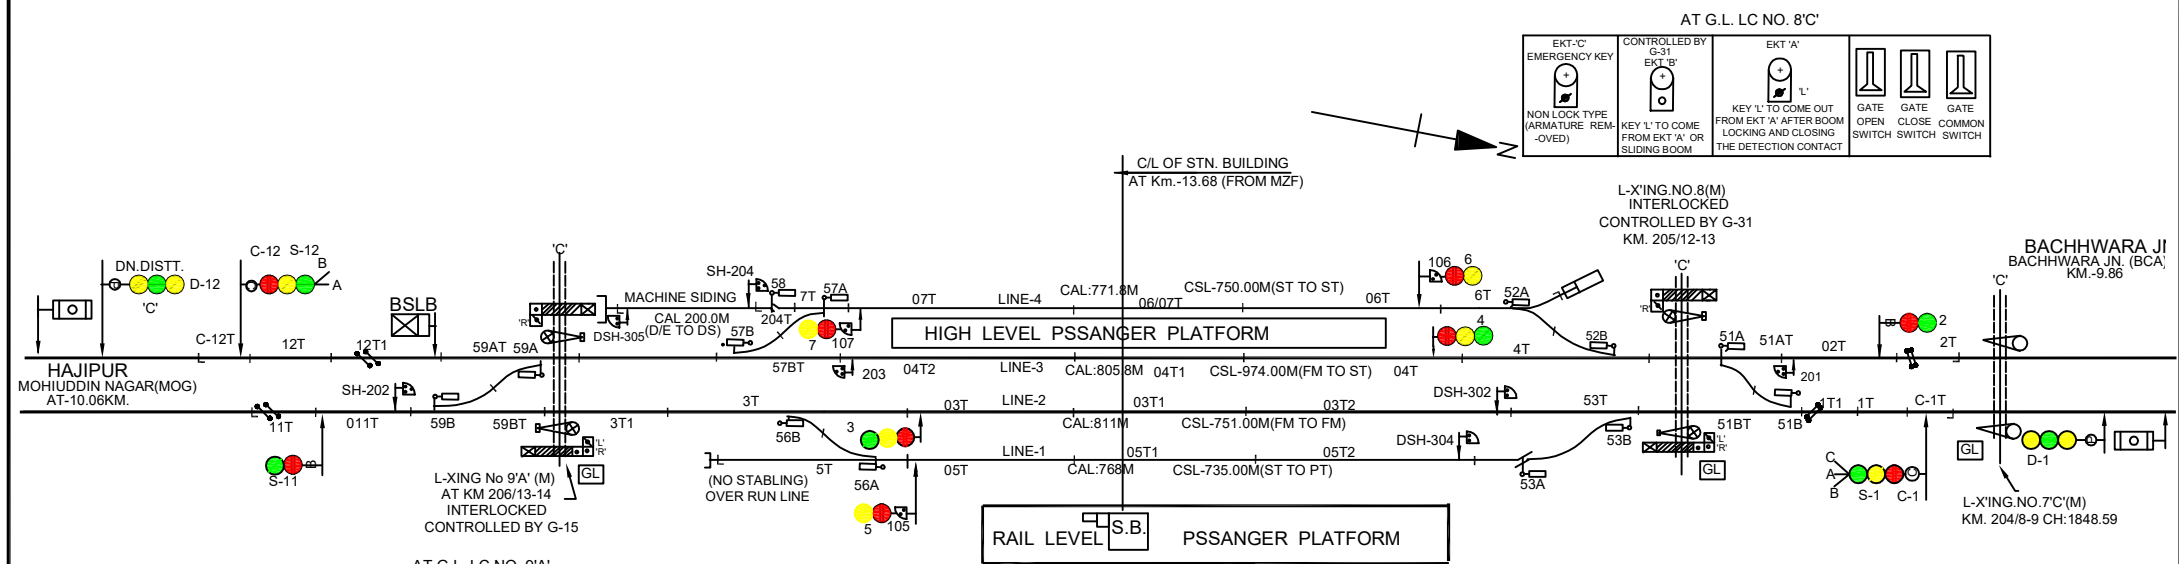 AT G.L. LC NO. 8'C'
EKT-'C'
EMERGENCY KEY
NON LOCK TYPE
(ARMATURE REM-
-OVED)
CONTROLLED BY
G-31
EKT 'B'
KEY 'L' TO COME
FROM EKT 'A' OR
SLIDING BOOM
EKT 'A'
'L'
KEY 'L' TO COME OUT
FROM EKT 'A' AFTER BOOM
LOCKING AND CLOSING
THE DETECTION CONTACT
GATE
OPEN
SWITCH
GATE
CLOSE
SWITCH
GATE
COMMON
SWITCH
N
C/L OF STN. BUILDING
AT Km.-13.68 (FROM MZF)
L-X'ING.NO.8(M)
INTERLOCKED
CONTROLLED BY G-31
KM. 205/12-13
BACHHWARA JN
BACHHWARA JN. (BCA)
KM.-9.86
DN.DISTT.
'C'
D-12
C-12 S-12
B
A
'C'
SH-204
58
7T
57A
106 6
'C'
'C'
BSLB
MACHINE SIDING
CAL 200.0M
(D/E TO DS)
204T
DSH-305
'R'
57B
7 107
07T
LINE-4
CAL:771.8M
06/07T
CSL-750.00M(ST TO ST)
06T
6T
52A
'R'
HIGH LEVEL PSSANGER PLATFORM
4
4T
52B
51A
51AT
02T
2
2T
C-12T
12T
12T1
59AT 59A
57BT
203
04T2
LINE-3
CAL:805.8M
04T1
CSL-974.00M(FM TO ST)
04T
201
HAJIPUR
MOHIUDDIN NAGAR(MOG)
AT-10.06KM.
SH-202
DSH-302
11T
011T
59B
59BT
3T1
3T
03T
LINE-2
03T1
03T2
53T
51BT
51B
1T1
1T
C-1T
CAL:811M
CSL-751.00M(FM TO FM)
56B
3
'L'
'R'
GL
DSH-304
53B
'L'
'R'
GL
S-11
L-XING No 9'A' (M)
AT KM 206/13-14
INTERLOCKED
CONTROLLED BY G-15
(NO STABLING)
OVER RUN LINE
5T
56A
05T
LINE-1
05T1
05T2
CAL:768M
CSL-735.00M(ST TO PT)
53A
5 105
C
A
B
S-1 C-1
GL
D-1
L-X'ING.NO.7'C'(M)
KM. 204/8-9 CH:1848.59
RAIL LEVEL
S.B.
PSSANGER PLATFORM
AT G.L. LC NO. 9'A'